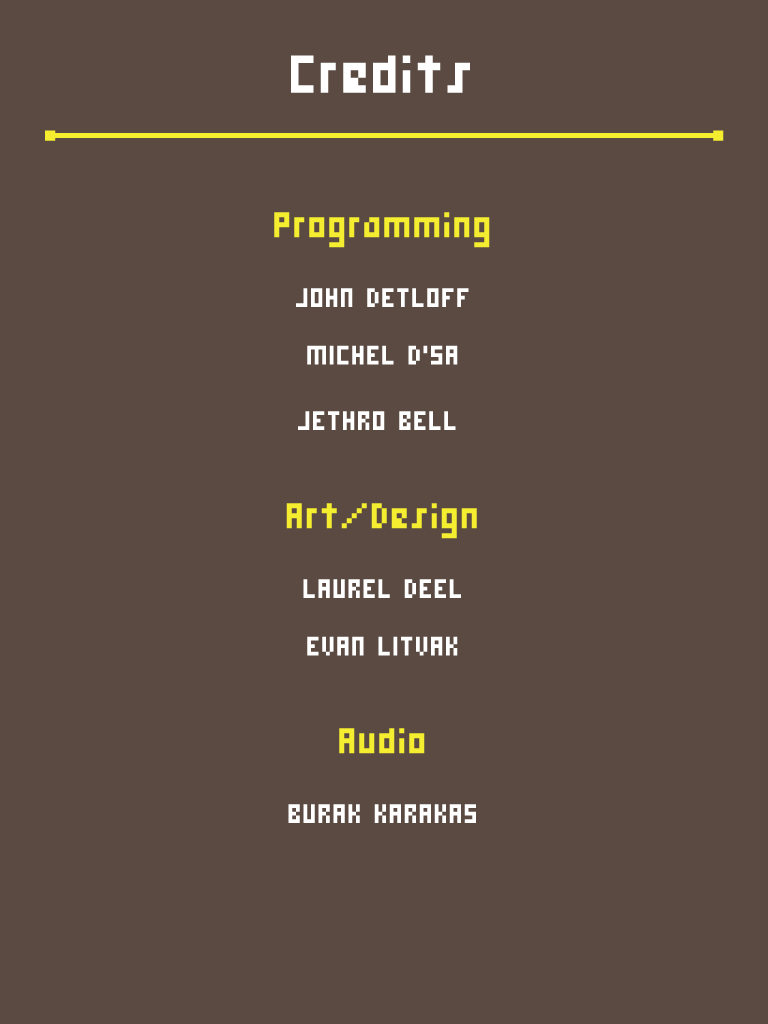 Credits
Programming
JOHN DETLOFF
MICHEL D'SA
JETHRO BELL
Art/Design
LAUREL DEEL
EVAN LITVAK
Audio
BURAK KARAKAS